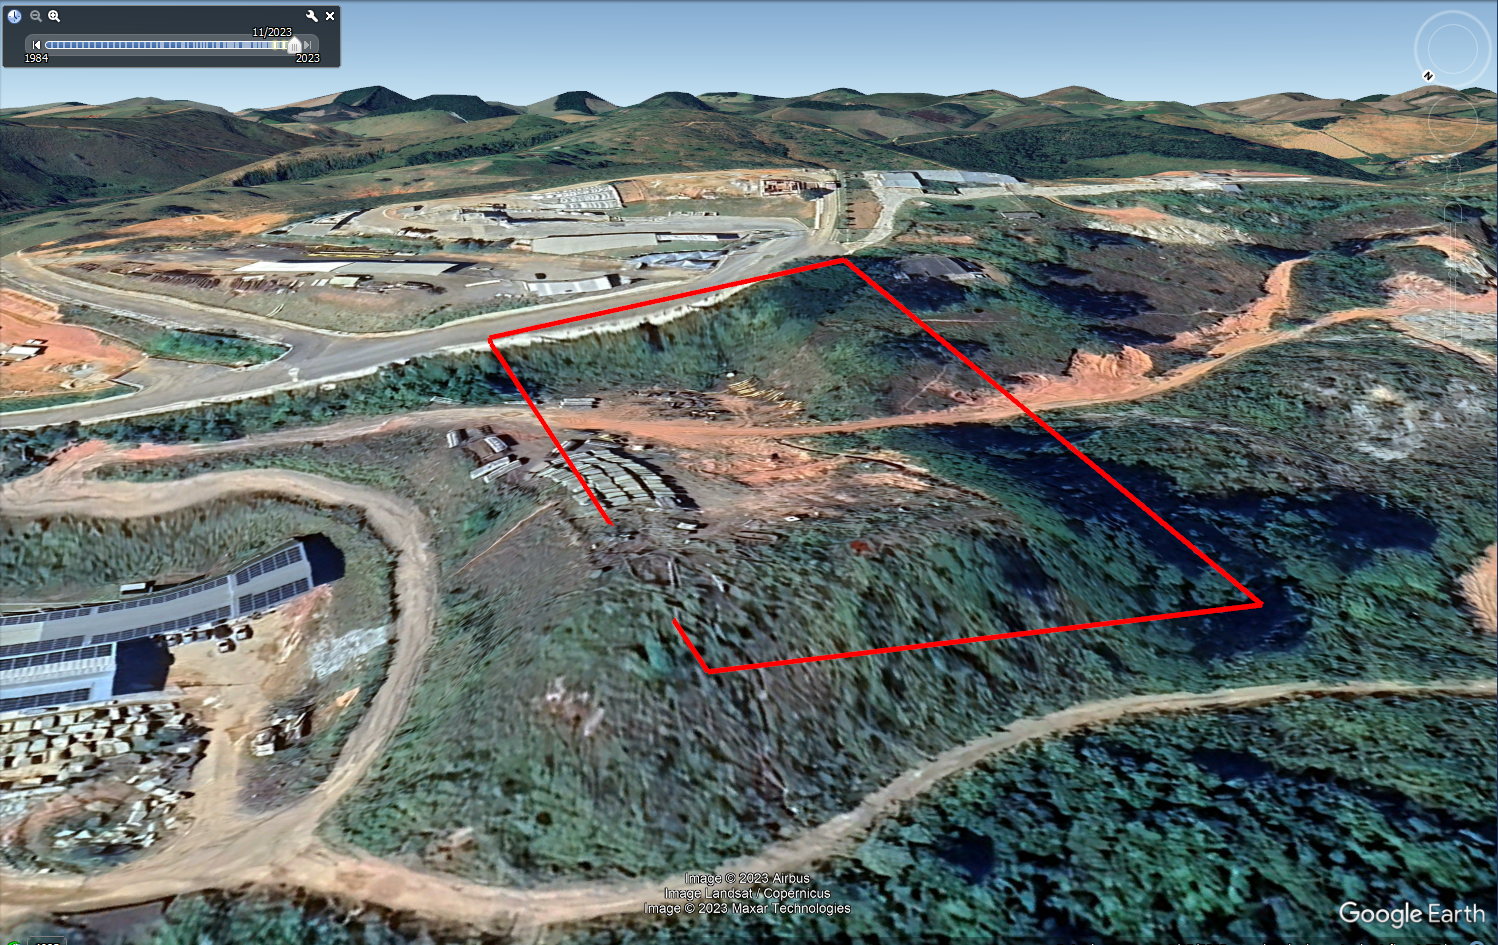 11/2023
1984
2023
N
Image © 2023 Airbus
Image Landsat / Copernicus
Image © 2023 Maxar Technologies
Google Earth